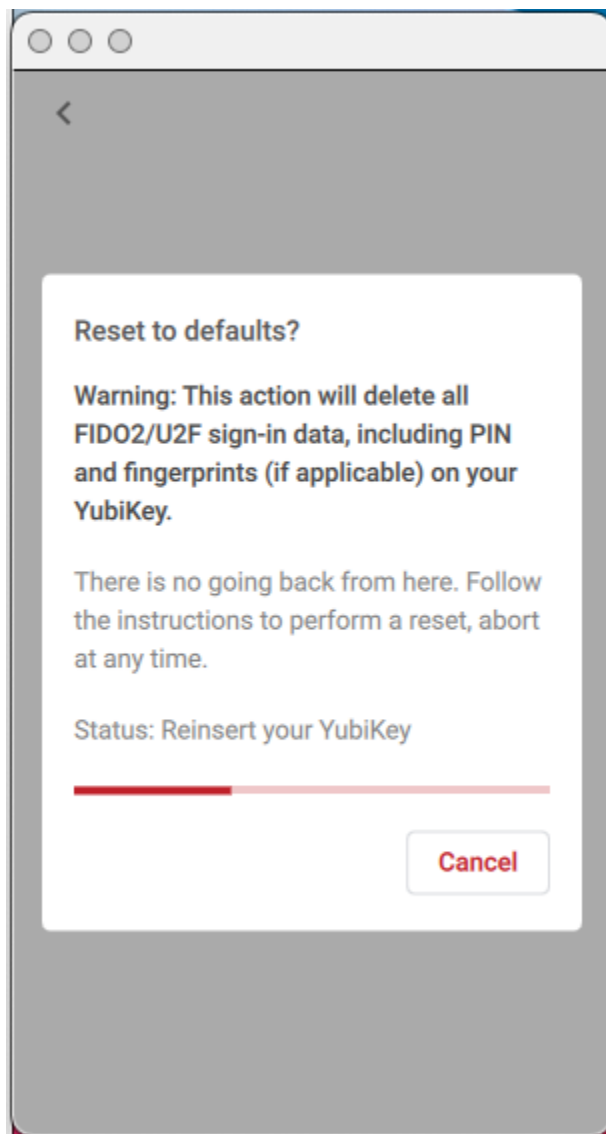 Reset to defaults?
Warning: This action will delete all
FIDO2/U2F sign-in data, including PIN
and fingerprints (if applicable) on your
YubiKey.
There is no going back from here. Follow
the instructions to perform a reset, abort
at any time.
Status: Reinsert your YubiKey
Cancel